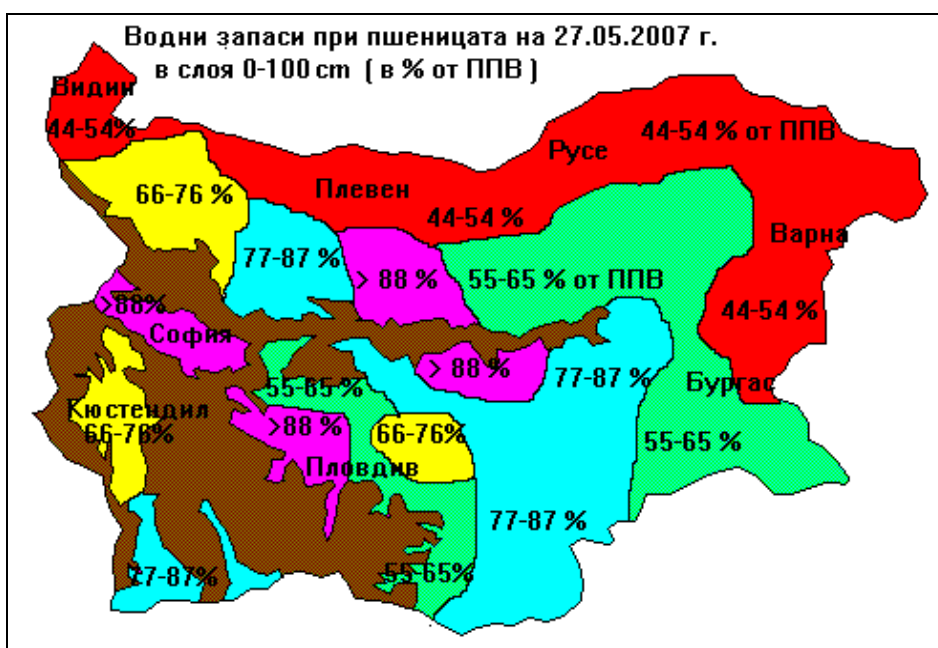 Водни запаси при пшеницата на 27.05.2007 г.
в слоя 0-100 cm ( в % от ППВ )
Видин
44-54%
44-54 % от ППВ
Русе
Плевен
66-76 %
44-54 %
Варна
77-87 %
> 88 %
55-65 % от ППВ
>88%
44-54 %
София
> 88 %
77-87 %
55-65-%
Бургас
Кюстендил
66-76%
>88 %
66-76%
55-65 %
Пловдив
77-87 %
77-87%
55-65%